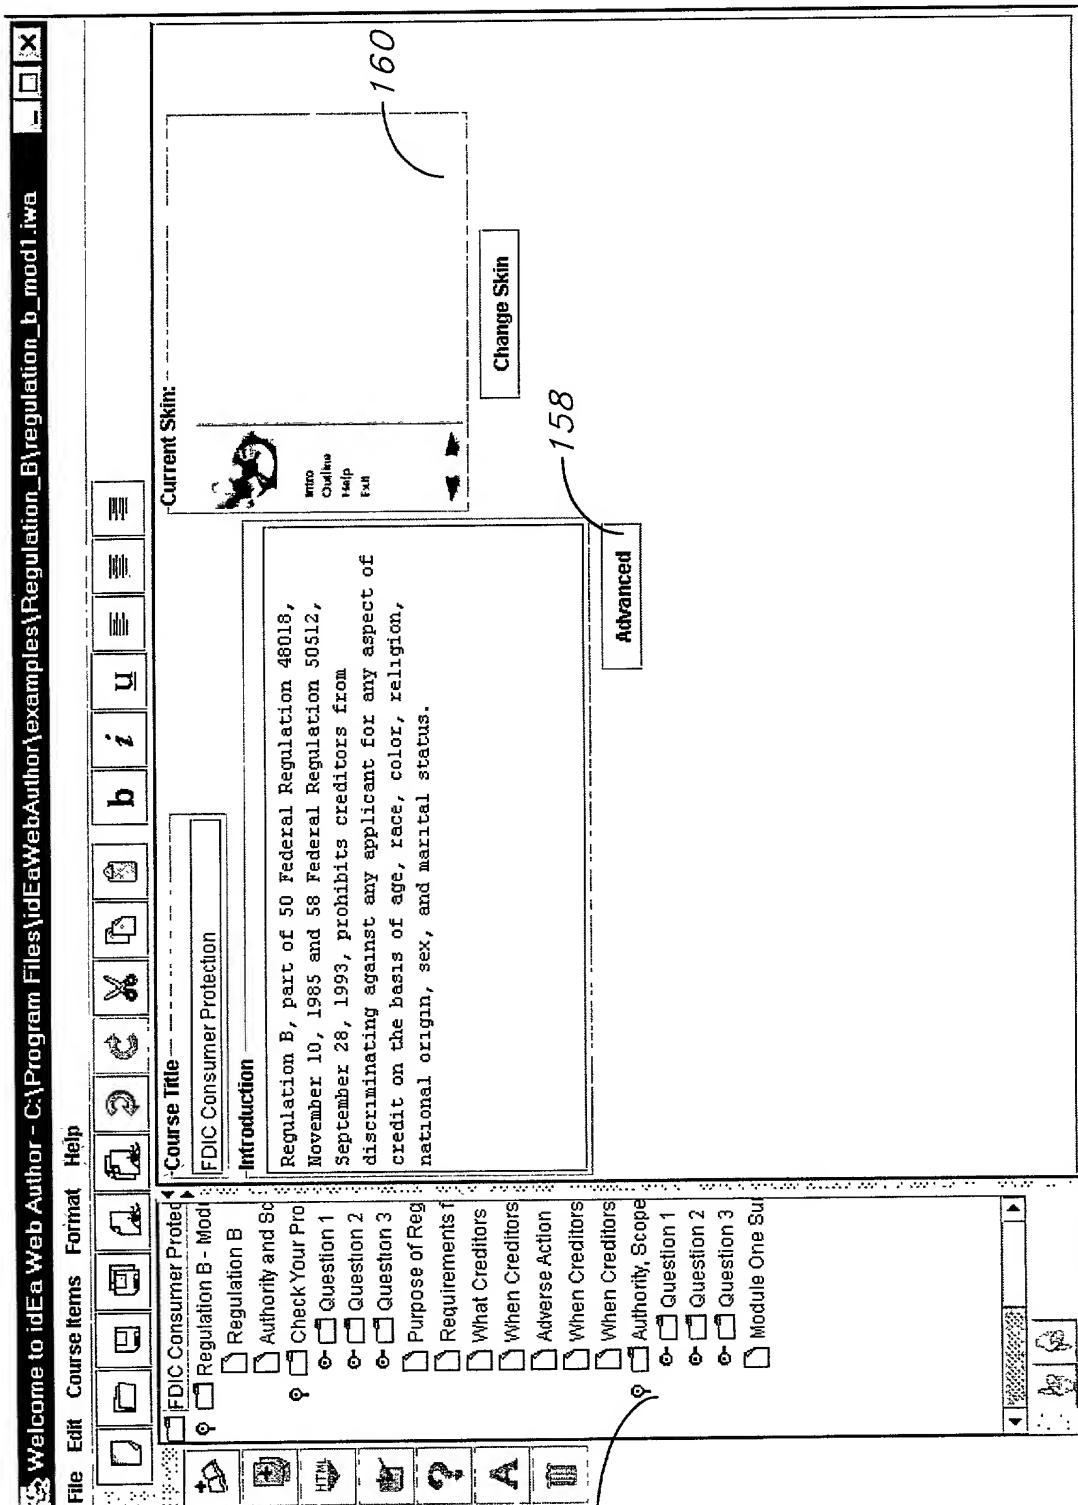 Welcome to idEa Web Author - C:\Program Files\idEaWebAuthor\examples\Regulation_B\regulation_b_mod1.iwa
File Edit Course Items Format Help
b i u
HTML
?
A
FDIC Consumer Protec
Regulation B - Modu
Regulation B
Authority and Sc
Check Your Pro
Question 1
Question 2
Question 3
Purpose of Reg
Requirements f
What Creditors
When Creditors
Adverse Action
When Creditors
When Creditors
Authority, Scope
Question 1
Question 2
Question 3
Module One Su
Course Title
FDIC Consumer Protection
Introduction
Regulation B, part of 50 Federal Regulation 48018,
November 10, 1985 and 58 Federal Regulation 50512,
September 28, 1993, prohibits creditors from
discriminating against any applicant for any aspect of
credit on the basis of age, race, color, religion,
national origin, sex, and marital status.
Advanced
158
Current Skin:
Intro
Outline
Help
Exit
Change Skin
160